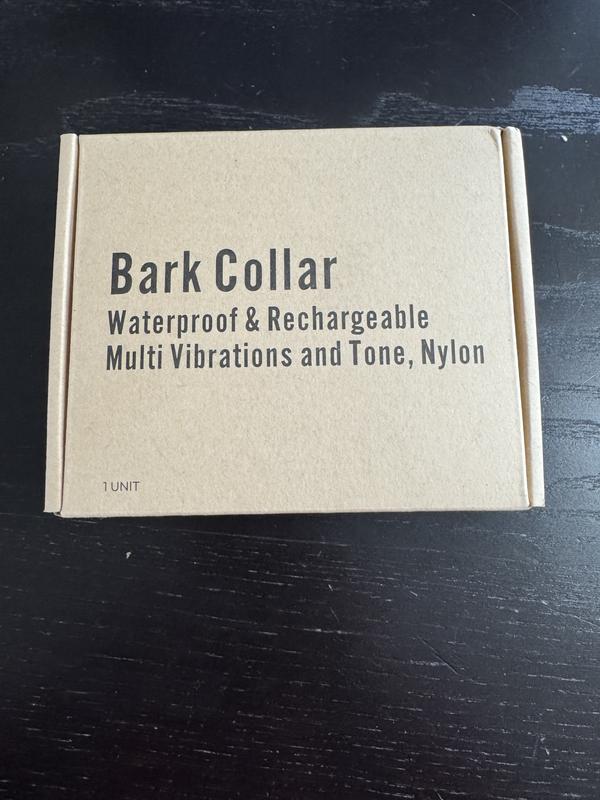 Bark Collar
Waterproof & Rechargeable
Multi Vibrations and Tone, Nylon
1 UNIT